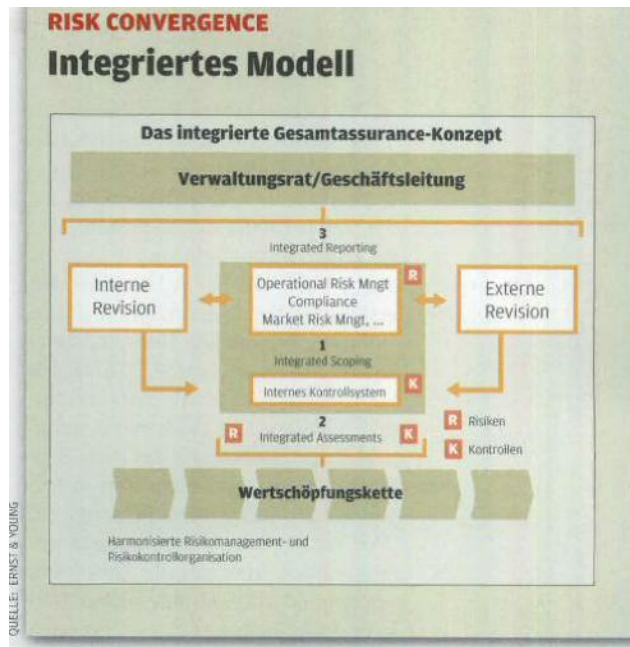 RISK CONVERGENCE
Integriertes Modell
Das integrierte Gesamtassurance-Konzept
Verwaltungsrat/Geschäftsleitung
3
Integrated Reporting
Interne
Revision
Operational Risk Mngt
Compliance
Market Risk Mngt, ...
R
Externe
Revision
1
Integrated Scoping
Internes Kontrollsystem
K
2
R
Integrated Assessments
K
R Risiken
K Kontrollen
Wertschöpfungskette
Harmonisierte Risikomanagement- und
Risikokontrollorganisation
QUELLE: ERNST & YOUNG